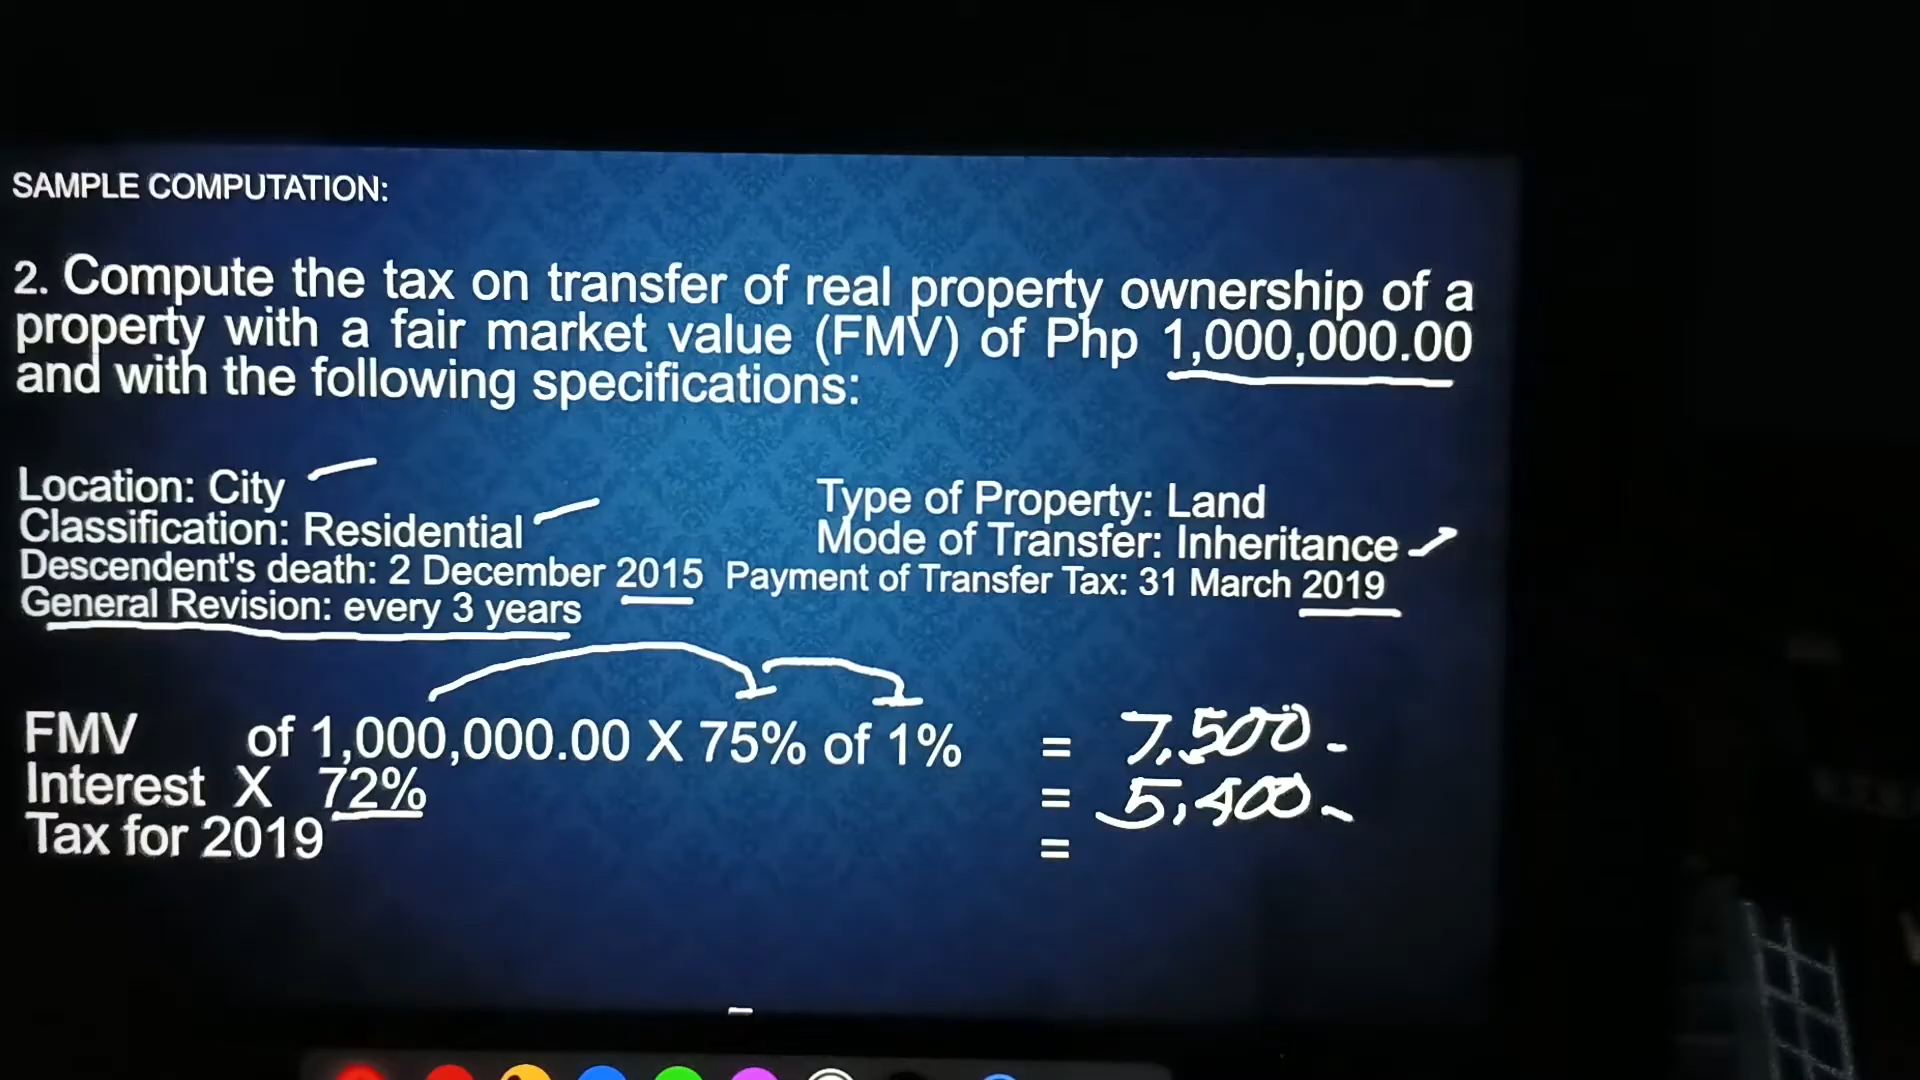 SAMPLE COMPUTATION:
2. Compute the tax on transfer of real property ownership of a
property with a fair market value (FMV) of Php 1,000,000.00
and with the following specifications:
Location: City
Type of Property: Land
Classification: Residential
Mode of Transfer: Inheritance
Descendent's death: 2 December 2015 Payment of Transfer Tax: 31 March 2019
General Revision: every 3 years
FMV of 1,000,000.00 X 75% of 1% = 7,500.-
Interest X 72% = 5,400.-
Tax for 2019 =